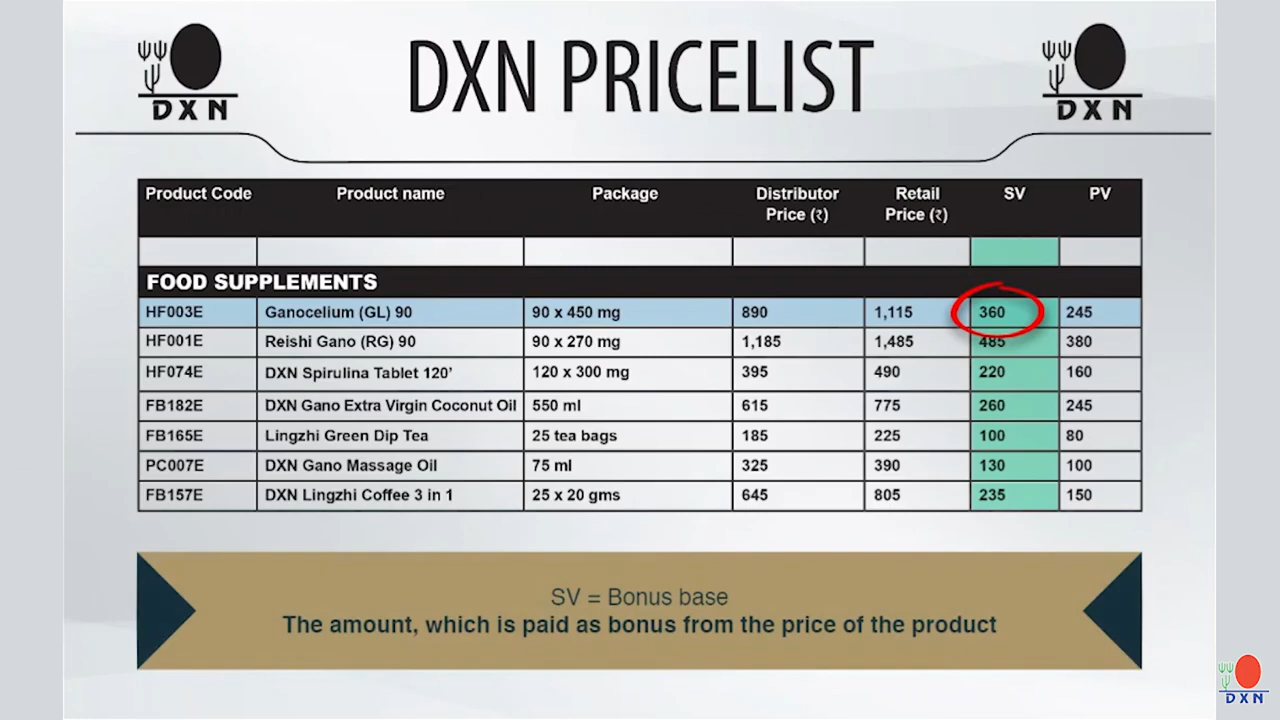 DXN
DXN PRICELIST
DXN
Product Code Product name Package Distributor Price (₹) Retail Price (₹) SV PV
FOOD SUPPLEMENTS
HF003E Ganocelium (GL) 90 90 x 450 mg 890 1,115 360 245
HF001E Reishi Gano (RG) 90 90 x 270 mg 1,185 1,485 485 380
HF074E DXN Spirulina Tablet 120’ 120 x 300 mg 395 490 220 160
FB182E DXN Gano Extra Virgin Coconut Oil 550 ml 615 775 260 245
FB165E Lingzhi Green Dip Tea 25 tea bags 185 225 100 80
PC007E DXN Gano Massage Oil 75 ml 325 390 130 100
FB157E DXN Lingzhi Coffee 3 in 1 25 x 20 gms 645 805 235 150
SV = Bonus base
The amount, which is paid as bonus from the price of the product
DXN